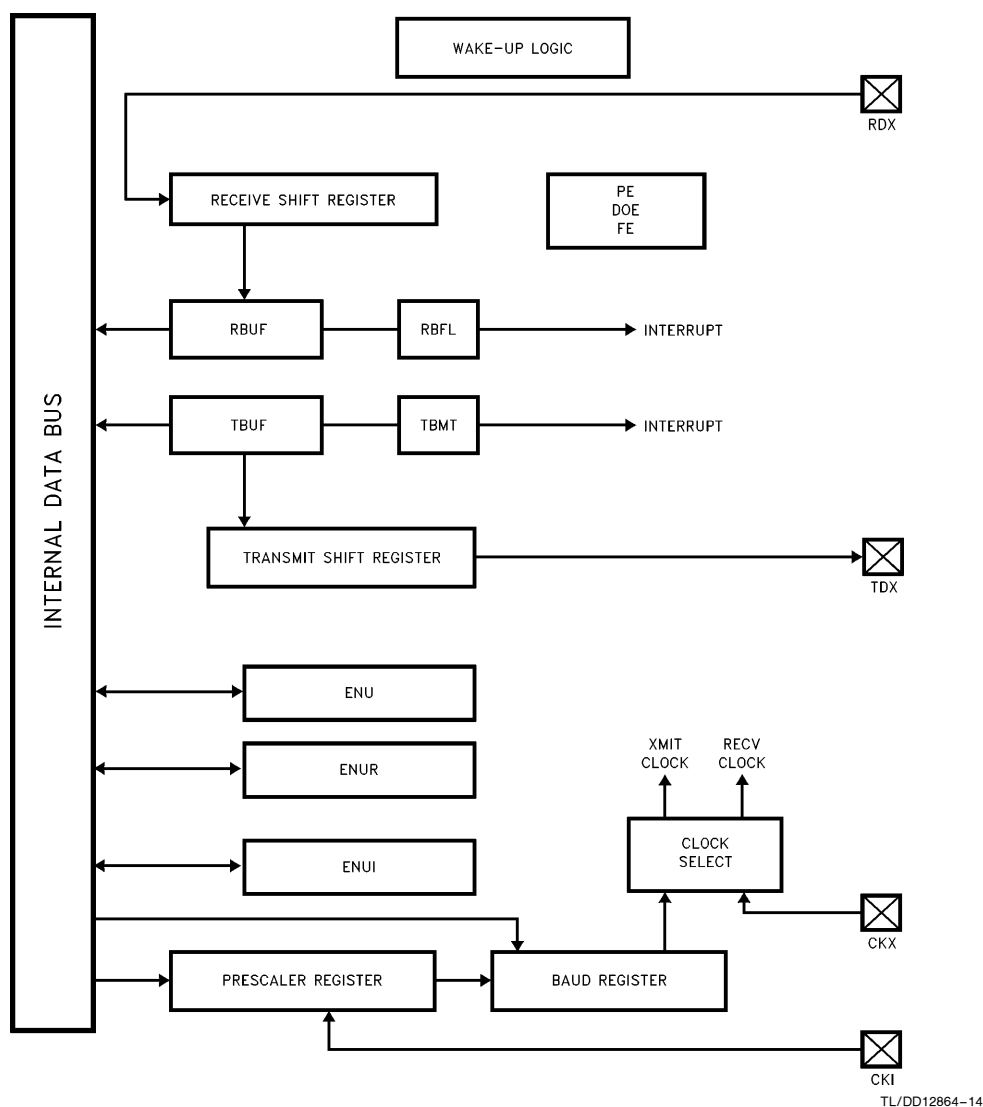 WAKE-UP LOGIC
RDX
RECEIVE SHIFT REGISTER
PE
DOE
FE
RBUF
RBFL
INTERRUPT
INTERNAL DATA BUS
TBUF
TBMT
INTERRUPT
TRANSMIT SHIFT REGISTER
TDX
ENU
XMIT
CLOCK
RECV
CLOCK
ENUR
CLOCK
SELECT
ENUI
CKX
PRESCALER REGISTER
BAUD REGISTER
CKI
TL/DD12864-14